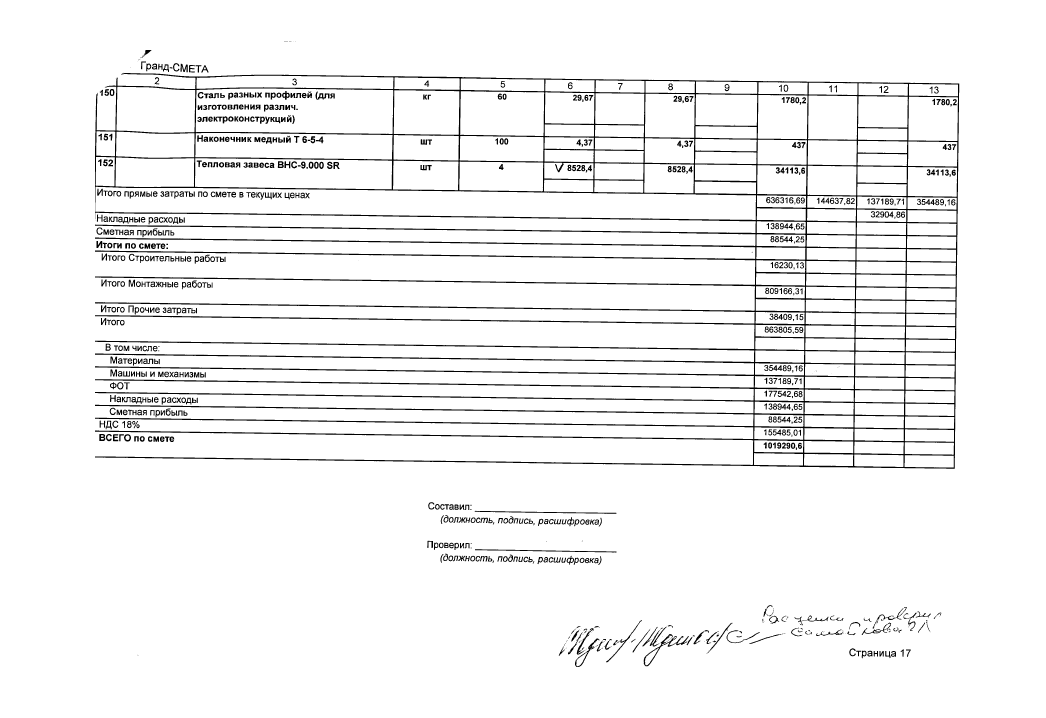 Гранд-СМЕТА
2 3 4 5 6 7 8 9 10 11 12 13
150 Сталь разных профилей (для кг 60 29,67 29,67 1780,2 1780,2
изготовления различ.
электроконструкций)
151 Наконечник медный Т 6-5-4 шт 100 4,37 4,37 437 437
152 Тепловая завеса ВНС-9.000 SR шт 4 8528,4 8528,4 34113,6 34113,6
Итого прямые затраты по смете в текущих ценах 636316,69 144637,82 137189,71 354489,16
32904,86
Накладные расходы 138944,65
Сметная прибыль 88544,25
Итоги по смете:
Итого Строительные работы 16230,13
Итого Монтажные работы 809166,31
Итого Прочие затраты 38409,15
Итого 863805,59
В том числе:
Материалы 354489,16
Машины и механизмы 137189,71
ФОТ 177542,68
Накладные расходы 138944,65
Сметная прибыль 88544,25
НДС 18% 155485,01
ВСЕГО по смете 1019290,6
Составил:
(должность, подпись, расшифровка)
Проверил:
(должность, подпись, расшифровка)
Страница 17